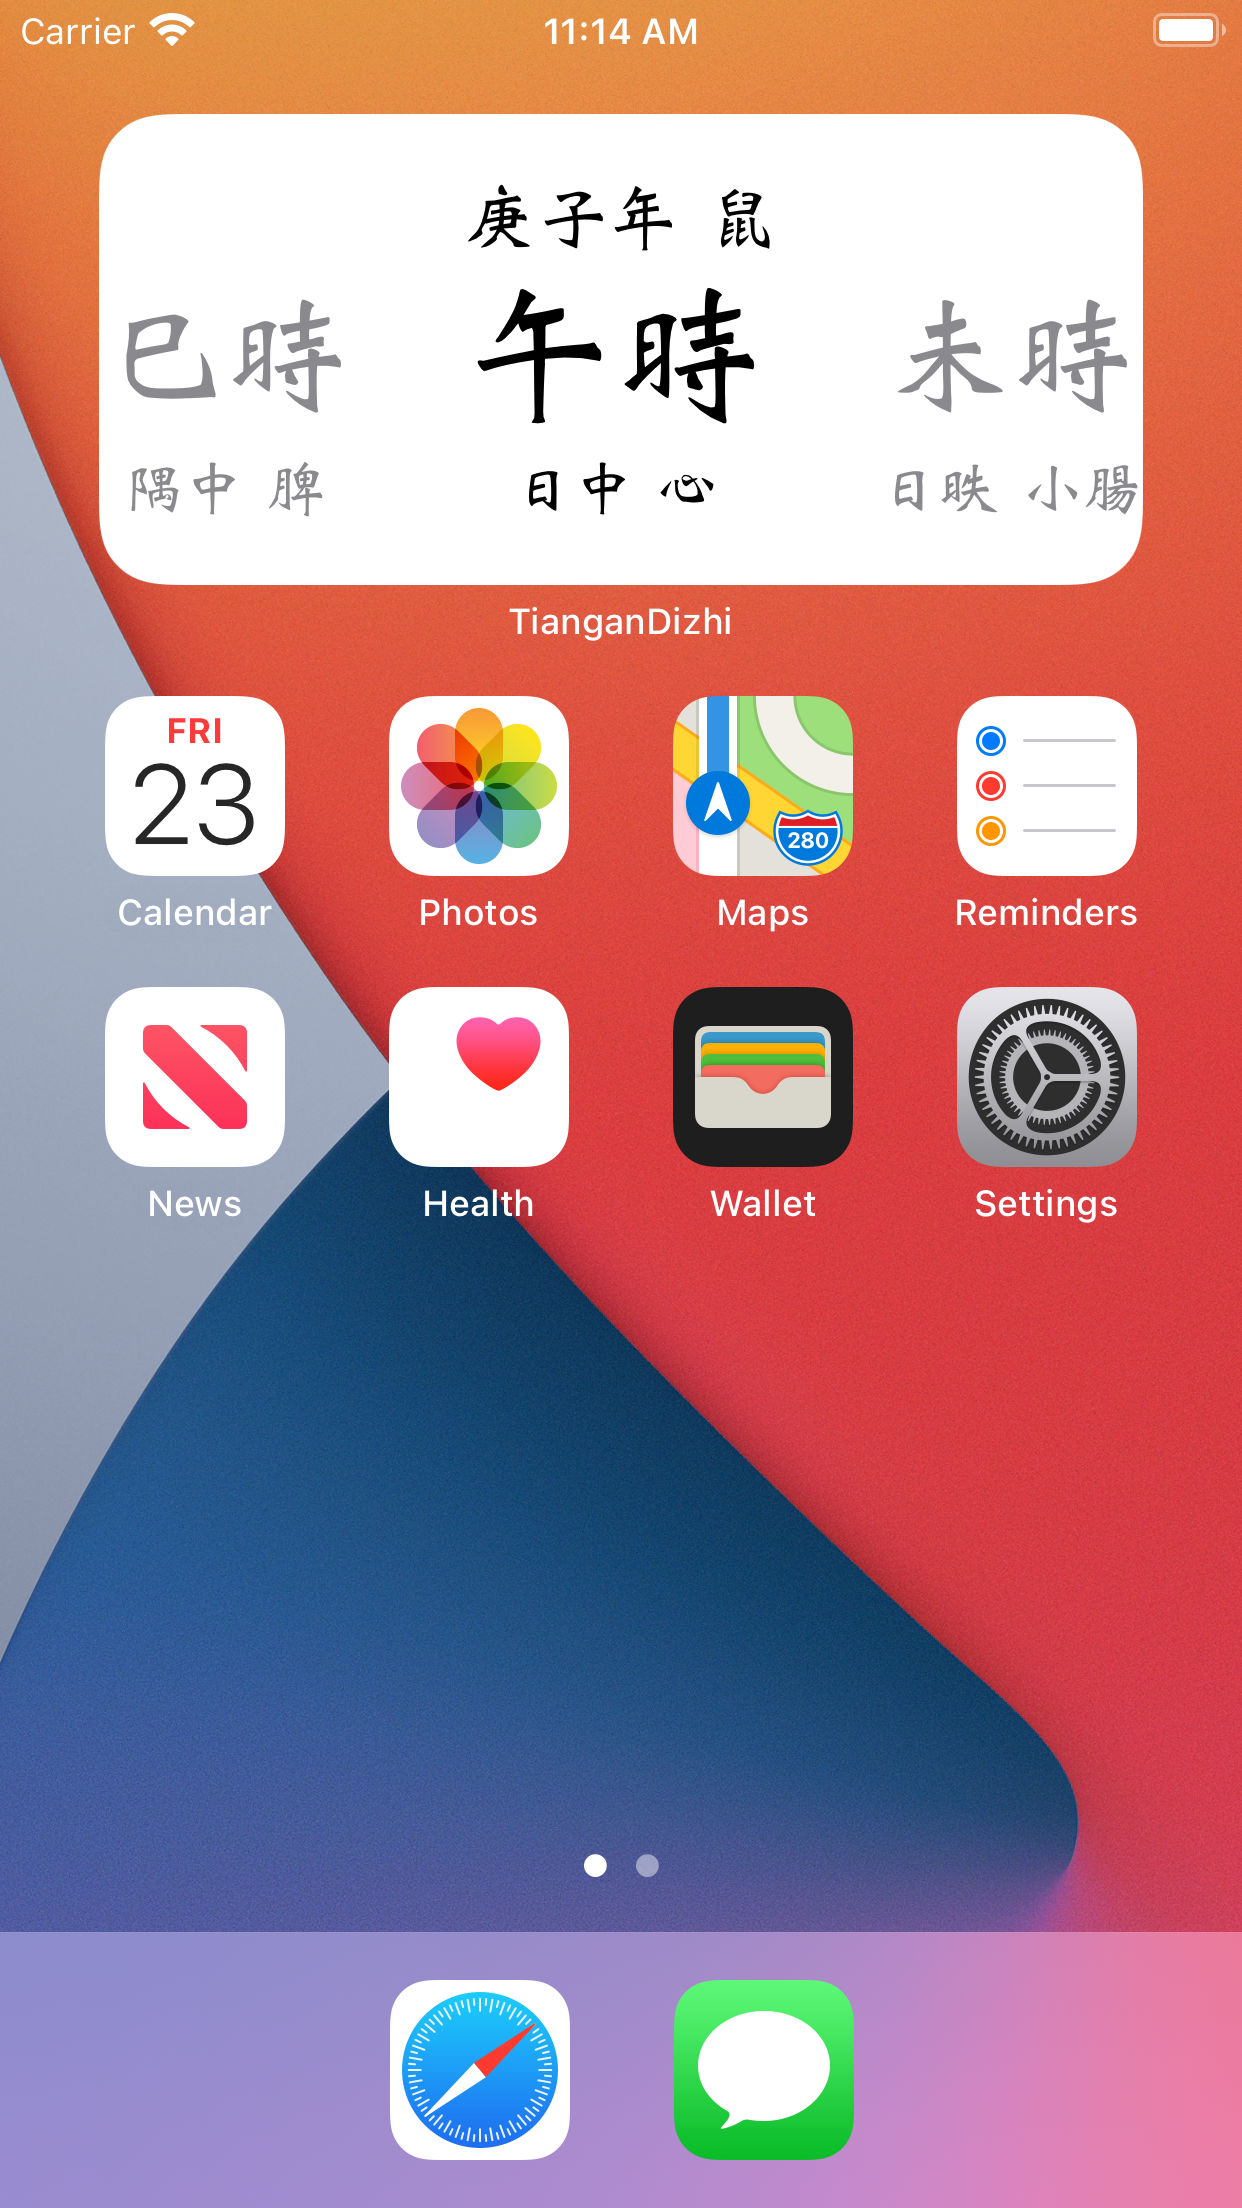 Carrier 11:14 AM
庚子年 鼠
巳時 午時 未時
隅中 脾 日中 心 日昳 小腸
TianganDizhi
FRI
23
280
Calendar Photos Maps Reminders
News Health Wallet Settings